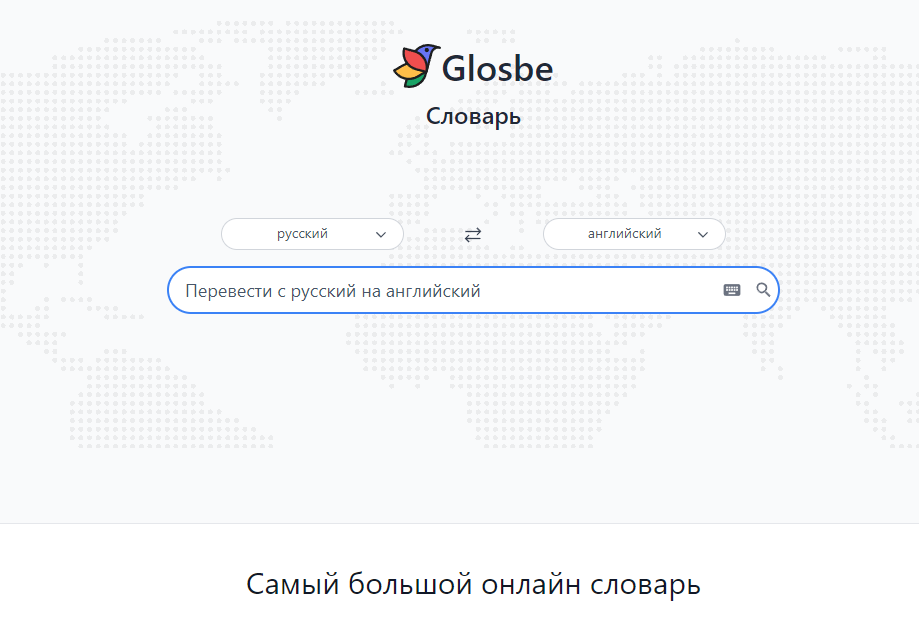 Glosbe
Словарь
русский
английский
Перевести с русский на английский
Самый большой онлайн словарь